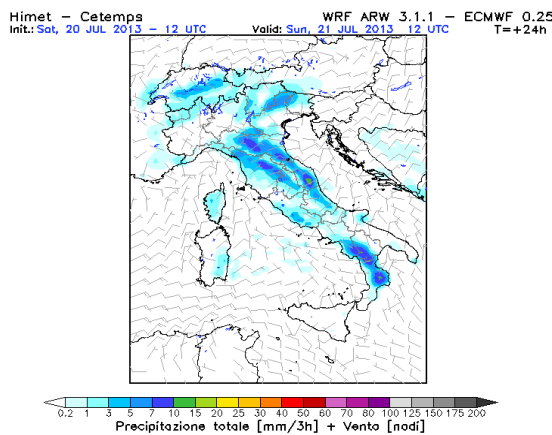 Himet – Cetemps WRF ARW 3.1.1 – ECMWF 0.25
Init.: Sat, 20 JUL 2013 – 12 UTC Valid: Sun, 21 JUL 2013 12 UTC T=+24h
0.2 1 3 5 7 10 15 20 25 30 40 50 60 70 80 100 125 150 175 200
Precipitazione totale [mm/3h] + Vento [nodi]